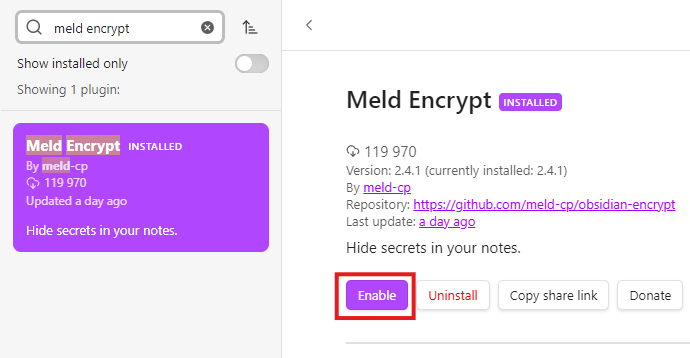 meld encrypt
Show installed only
Showing 1 plugin:
Meld Encrypt INSTALLED
By meld-cp
119 970
Updated a day ago
Hide secrets in your notes.
Meld Encrypt INSTALLED
119 970
Version: 2.4.1 (currently installed: 2.4.1)
By meld-cp
Repository: https://github.com/meld-cp/obsidian-encrypt
Last update: a day ago
Hide secrets in your notes.
Enable Uninstall Copy share link Donate